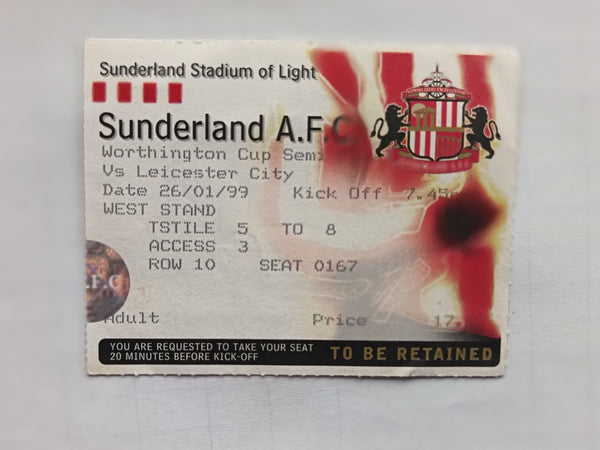 Sunderland Stadium of Light
Sunderland A.F.C.
Worthington Cup Semi
Vs Leicester City
Date 26/01/99 Kick Off 7.45
WEST STAND
TSTILE 5 TO 8
ACCESS 3
ROW 10 SEAT 0167
.F.C
Adult Price 17.
YOU ARE REQUESTED TO TAKE YOUR SEAT
20 MINUTES BEFORE KICK-OFF
TO BE RETAINED